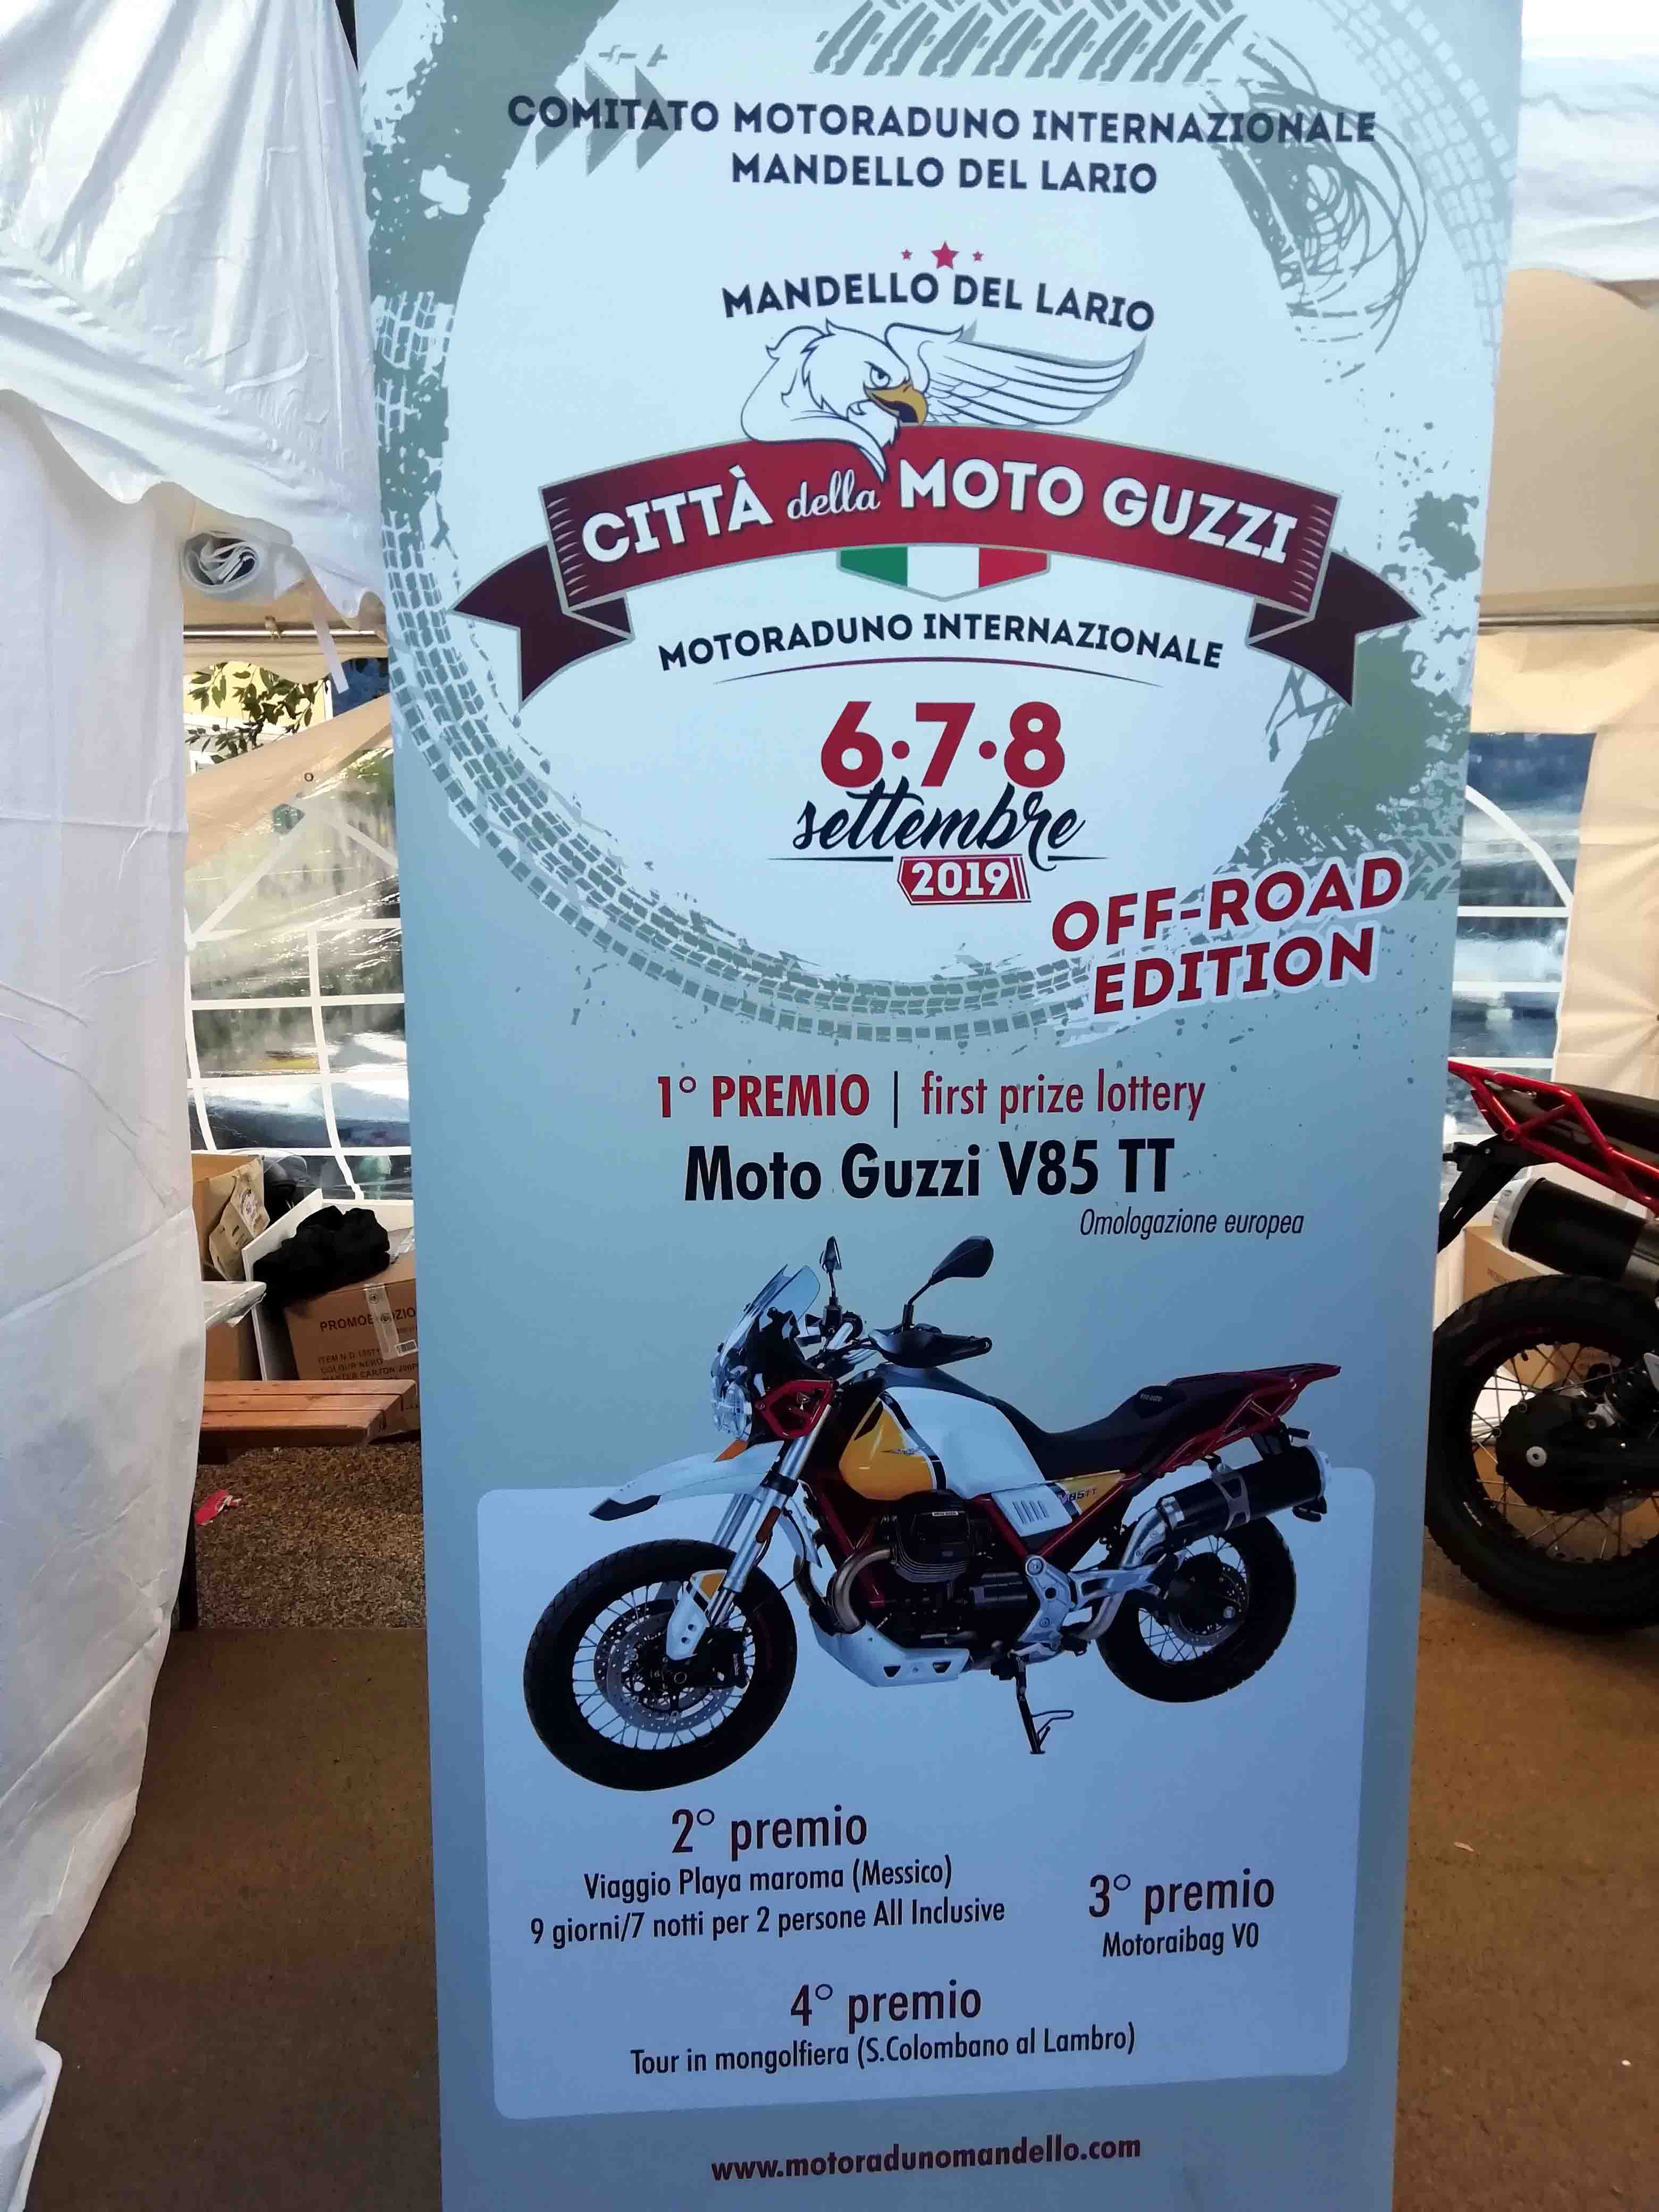 COMITATO MOTORADUNO INTERNAZIONALE
MANDELLO DEL LARIO
MANDELLO DEL LARIO
CITTÀ della MOTO GUZZI
MOTORADUNO INTERNAZIONALE
6•7•8
settembre
2019
OFF-ROAD
EDITION
1° PREMIO | first prize lottery
Moto Guzzi V85 TT
Omologazione europea
V85TT
2° premio
Viaggio Playa maroma (Messico)
9 giorni/7 notti per 2 persone All Inclusive
3° premio
Motoraibag V0
4° premio
Tour in mongolfiera (S.Colombano al Lambro)
www.motoradunomandello.com